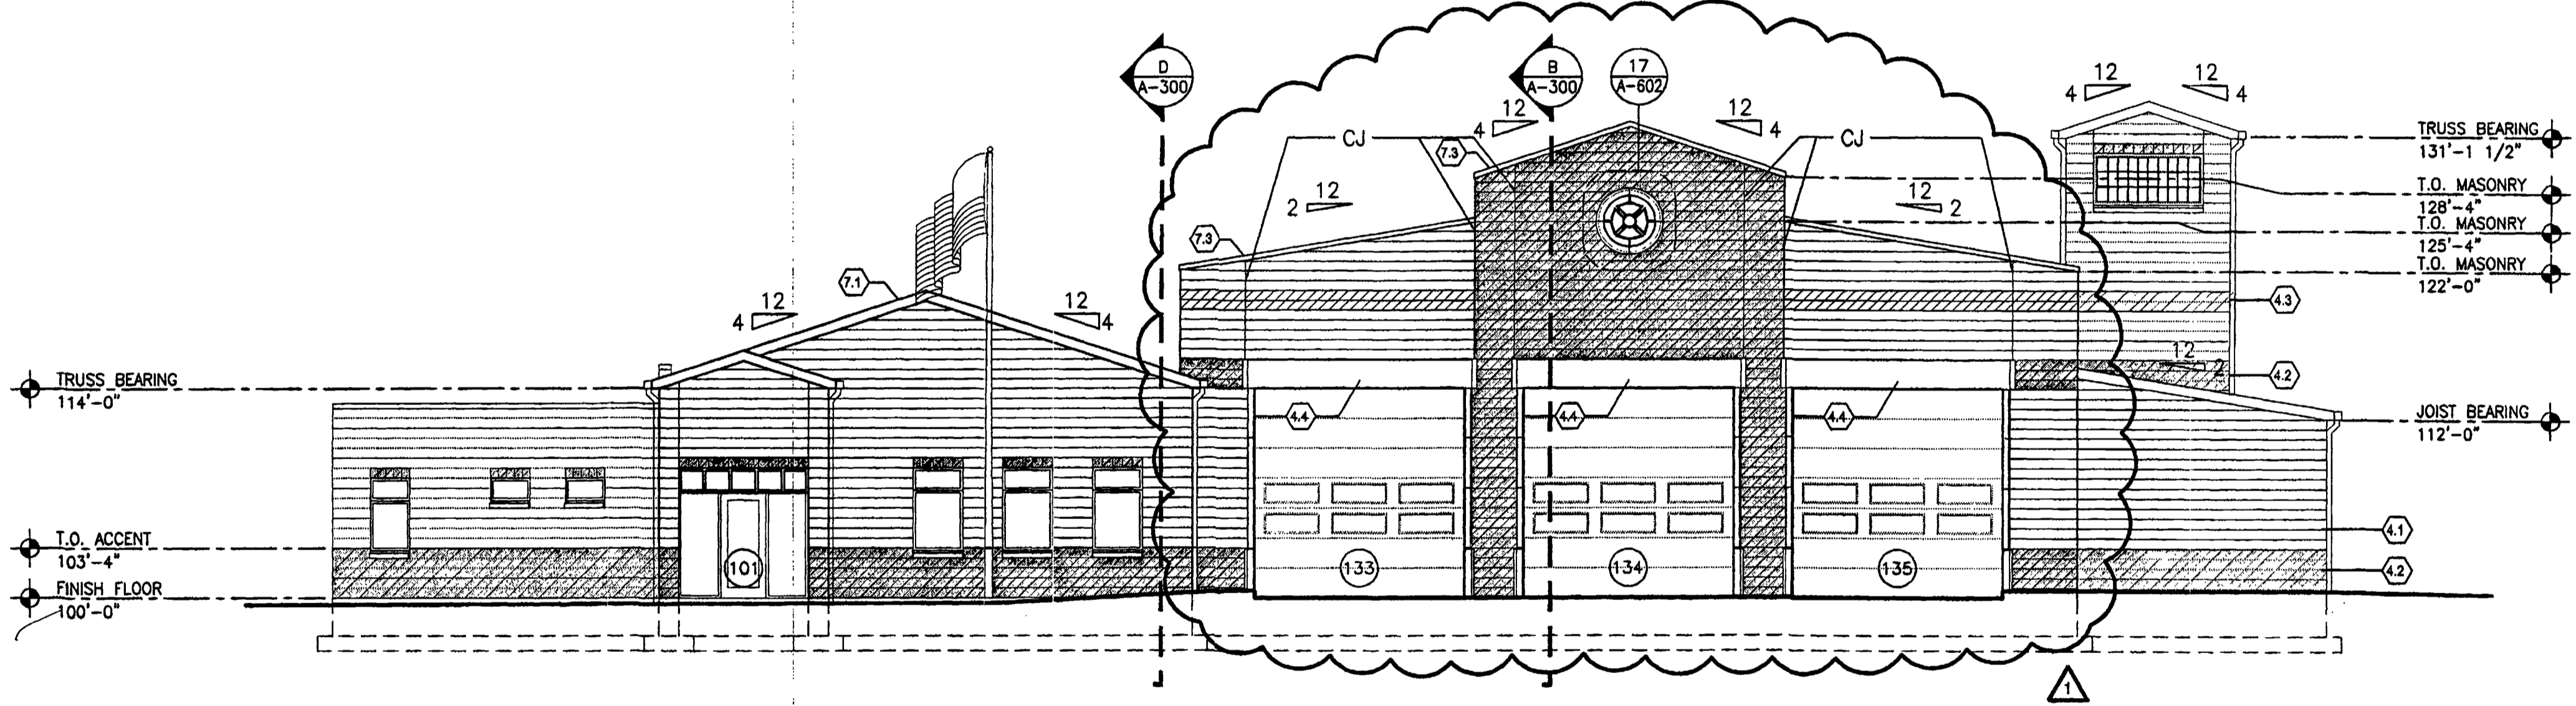 D
A-300
B
A-300
17
A-602
12
4
12
4
12
4
12
4
CJ
CJ
7.3
12
2
12
2
7.3
7.1
12
4
12
4
TRUSS BEARING
131'-1 1/2"
T.O. MASONRY
128'-4"
T.O. MASONRY
125'-4"
T.O. MASONRY
122'-0"
4.3
12
2
4.2
TRUSS BEARING
114'-0"
JOIST BEARING
112'-0"
4.4
4.4
4.4
4.1
T.O. ACCENT
103'-4"
4.2
FINISH FLOOR
100'-0"
101
133
134
135
1